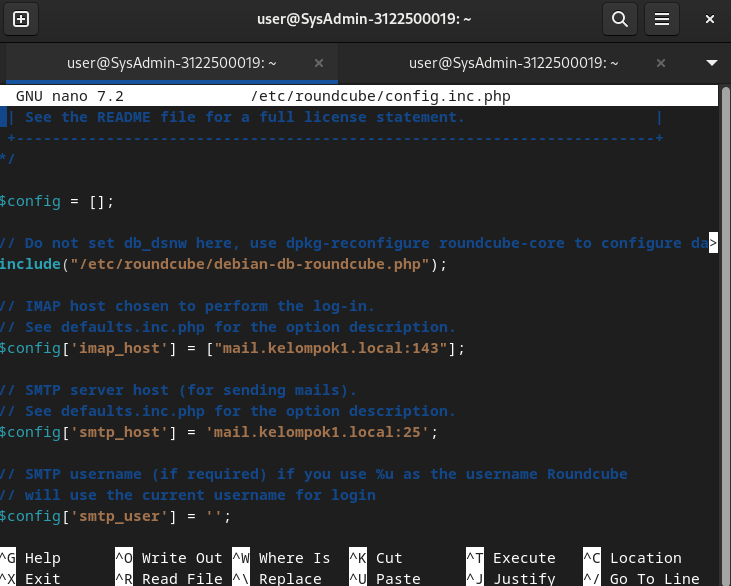 user@SysAdmin-3122500019: ~
user@SysAdmin-3122500019: ~
user@SysAdmin-3122500019: ~
GNU nano 7.2 /etc/roundcube/config.inc.php
| See the README file for a full license statement. |
+-----------------------------------------------------------------------+
*/
$config = [];
// Do not set db_dsnw here, use dpkg-reconfigure roundcube-core to configure da>
include("/etc/roundcube/debian-db-roundcube.php");
// IMAP host chosen to perform the log-in.
// See defaults.inc.php for the option description.
$config['imap_host'] = ["mail.kelompok1.local:143"];
// SMTP server host (for sending mails).
// See defaults.inc.php for the option description.
$config['smtp_host'] = 'mail.kelompok1.local:25';
// SMTP username (if required) if you use %u as the username Roundcube
// will use the current username for login
$config['smtp_user'] = '';
^G Help ^O Write Out ^W Where Is ^K Cut ^T Execute ^C Location
^X Exit ^R Read File ^\ Replace ^U Paste ^J Justify ^/ Go To Line